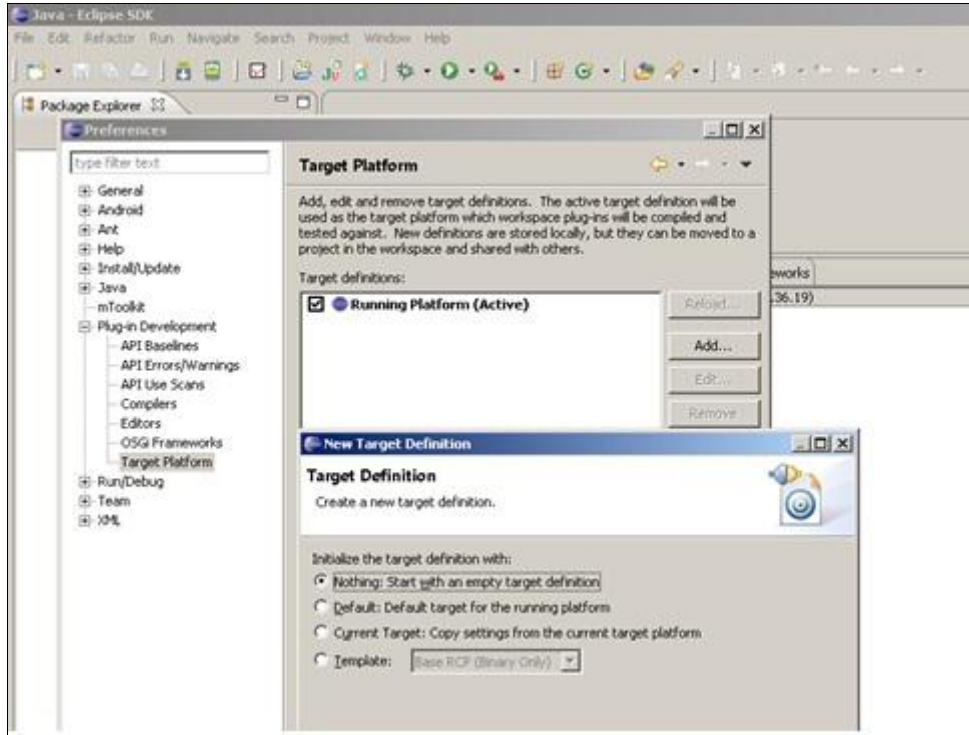 Java - Eclipse SDK
File Edit Refactor Run Navigate Search Project Window Help
Package Explorer
Preferences
type filter text
General
Android
Ant
Help
Install/Update
Java
mToolkit
Plug-in Development
API Baselines
API Errors/Warnings
API Use Scans
Compilers
Editors
OSGi Frameworks
Target Platform
Run/Debug
Team
XML
Target Platform
Add, edit and remove target definitions. The active target definition will be
used as the target platform which workspace plug-ins will be compiled and
tested against. New definitions are stored locally, but they can be moved to a
project in the workspace and shared with others.
Target definitions:
Running Platform (Active)
Reload...
Add...
Edit...
Remove
eworks
.36.19)
New Target Definition
Target Definition
Create a new target definition.
Initialize the target definition with:
Nothing: Start with an empty target definition
Default: Default target for the running platform
Current Target: Copy settings from the current target platform
Template: Base RCP (Binary Only)